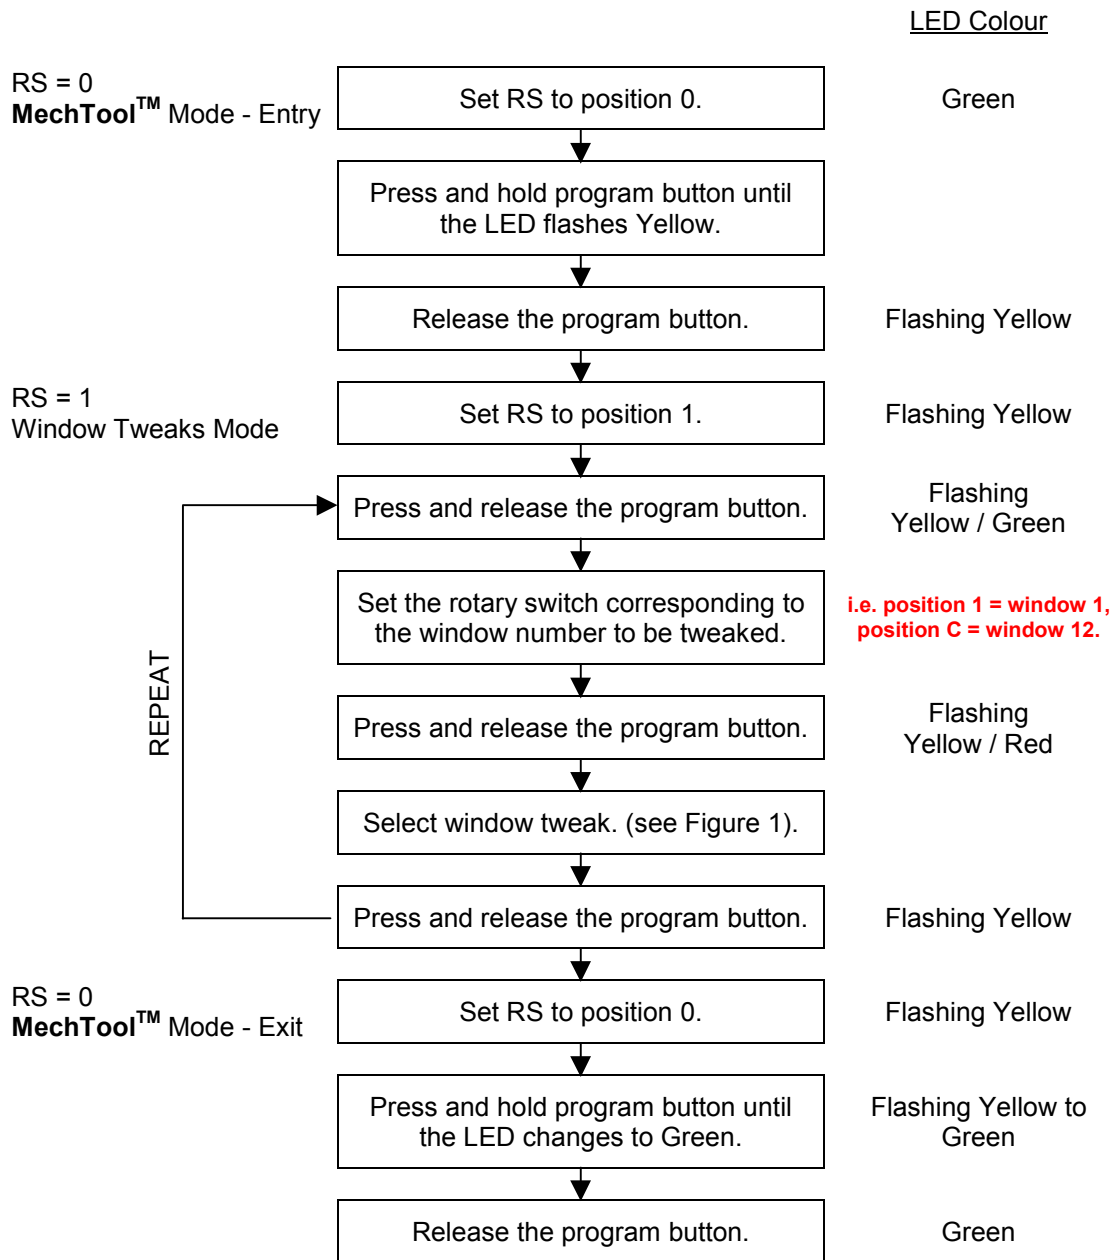 LED Colour
RS = 0
MechTool™ Mode - Entry
Set RS to position 0.
Green
Press and hold program button until
the LED flashes Yellow.
Release the program button.
Flashing Yellow
RS = 1
Window Tweaks Mode
Set RS to position 1.
Flashing Yellow
Press and release the program button.
Flashing
Yellow / Green
Set the rotary switch corresponding to
the window number to be tweaked.
i.e. position 1 = window 1,
position C = window 12.
REPEAT
Press and release the program button.
Flashing
Yellow / Red
Select window tweak. (see Figure 1).
Press and release the program button.
Flashing Yellow
RS = 0
MechTool™ Mode - Exit
Set RS to position 0.
Flashing Yellow
Press and hold program button until
the LED changes to Green.
Flashing Yellow to
Green
Release the program button.
Green